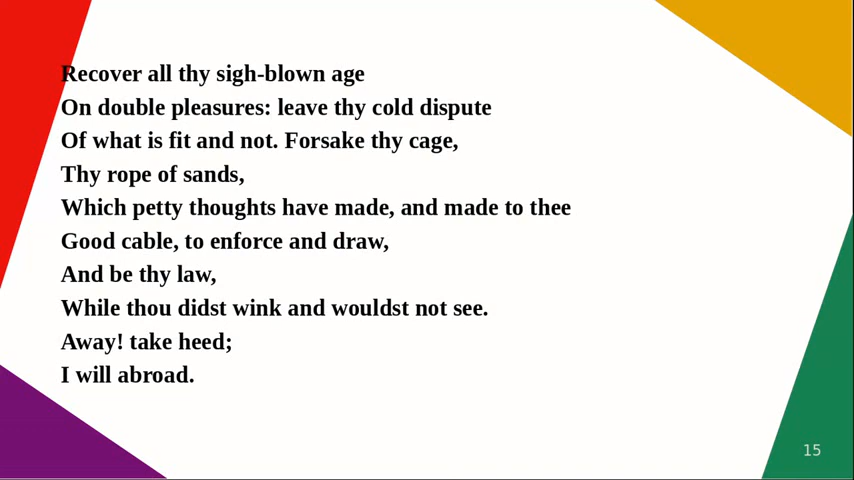 Recover all thy sigh-blown age
On double pleasures: leave thy cold dispute
Of what is fit and not. Forsake thy cage,
Thy rope of sands,
Which petty thoughts have made, and made to thee
Good cable, to enforce and draw,
And be thy law,
While thou didst wink and wouldst not see.
Away! take heed;
I will abroad.
15